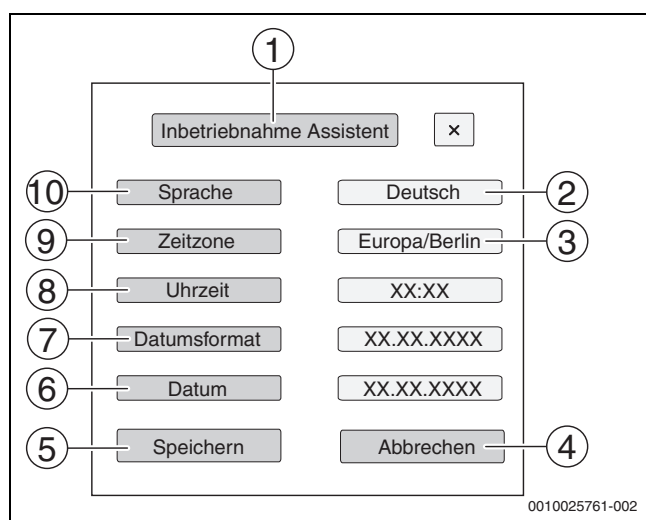 1
Inbetriebnahme Assistent ×
10 Sprache Deutsch 2
9 Zeitzone Europa/Berlin 3
8 Uhrzeit XX:XX
7 Datumsformat XX.XX.XXXX
6 Datum XX.XX.XXXX
5 Speichern Abbrechen 4
0010025761-002